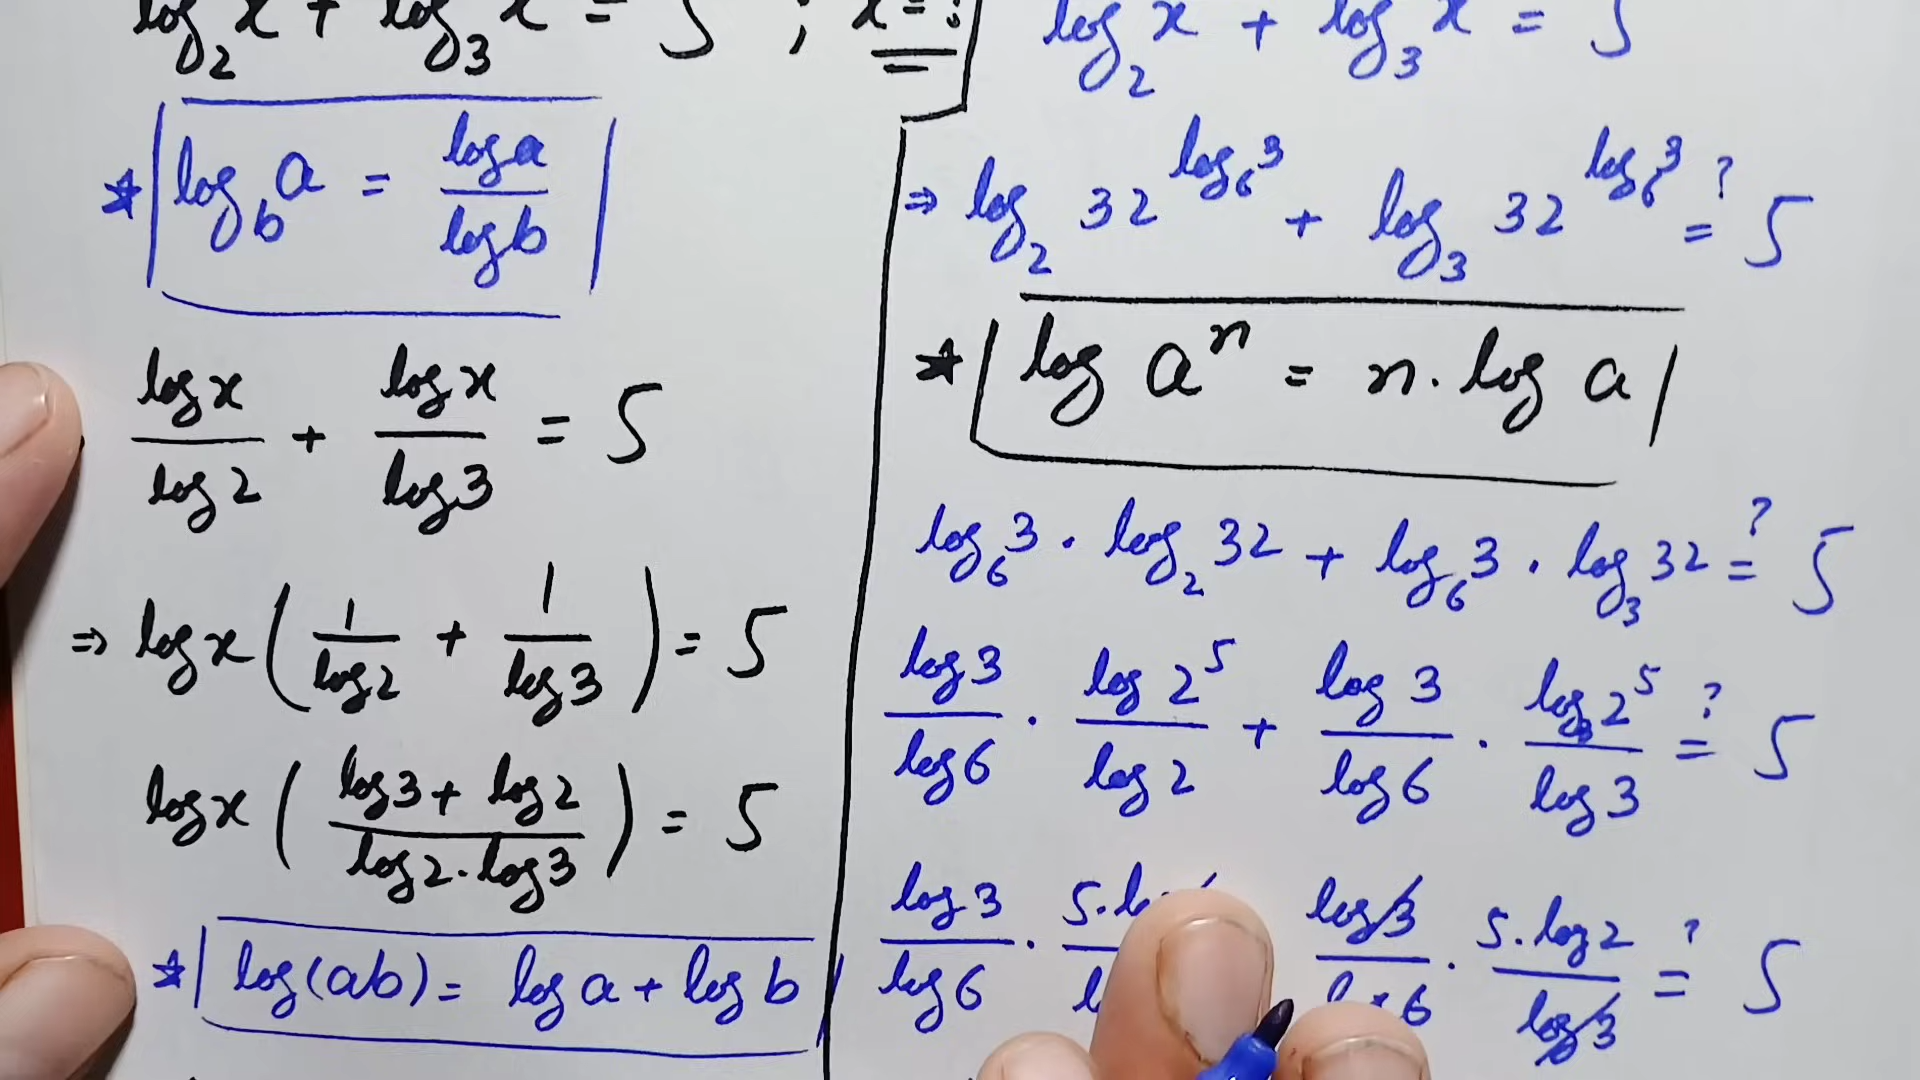 log₂x + log₃x = 5 ; x = ?
* log_b a = log a / log b
log x / log 2 + log x / log 3 = 5
⇒ log x (1 / log 2 + 1 / log 3) = 5
log x ((log 3 + log 2) / (log 2 · log 3)) = 5
* log(ab) = log a + log b
log₂x + log₃x = 5
⇒ log₂ 32^(log₆3) + log₃ 32^(log₆3) =? 5
* log aⁿ = n. log a
log₆3 · log₂32 + log₆3 · log₃32 =? 5
log 3 / log 6 · log 2⁵ / log 2 + log 3 / log 6 · log 2⁵ / log 3 =? 5
log 3 / log 6 · 5. log 3 / log 6 · 5. log 2 / log 3 =? 5